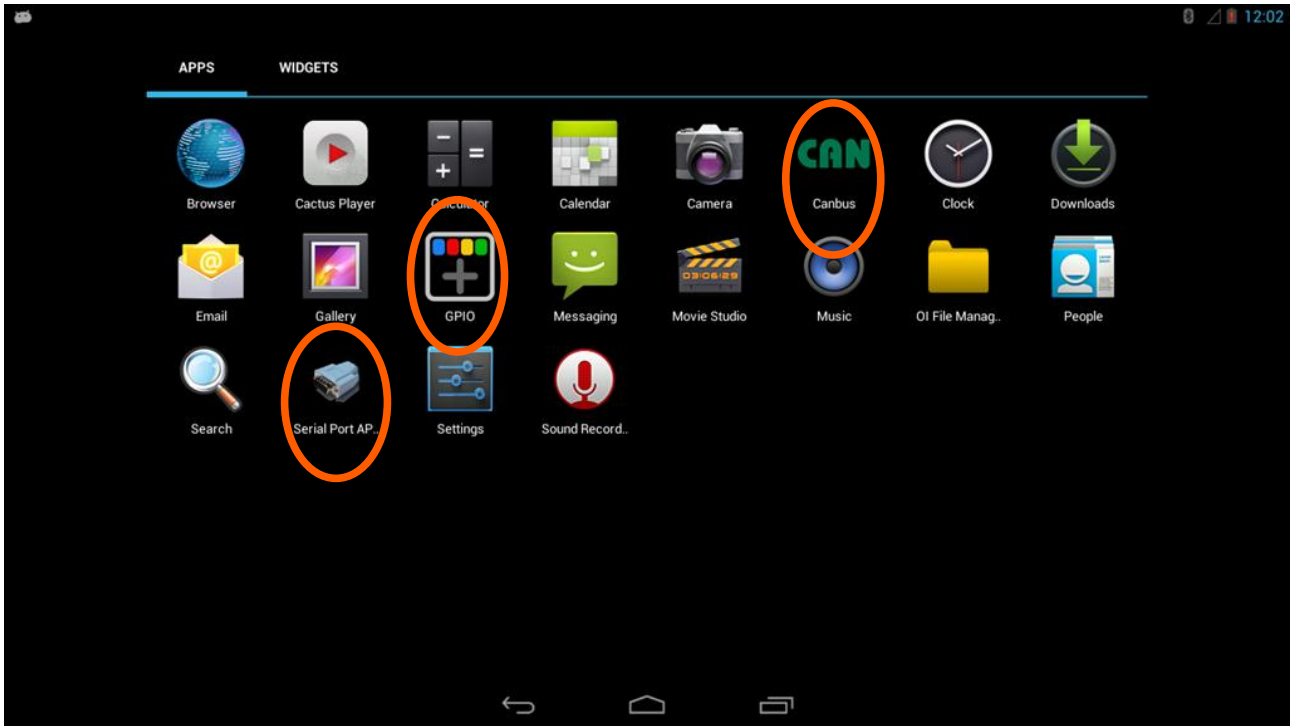 12:02
APPS WIDGETS
CAN
Browser Cactus Player Calculator Calendar Camera Canbus Clock Downloads
@
03:06:29
Email Gallery GPIO Messaging Movie Studio Music OI File Manag.. People
Search Serial Port AP.. Settings Sound Record..